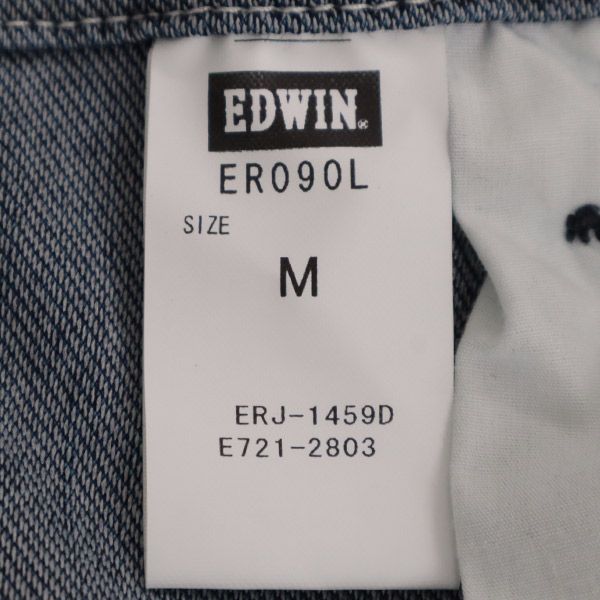 EDWIN®
ER090L
SIZE
M
ERJ-1459D
E721-2803